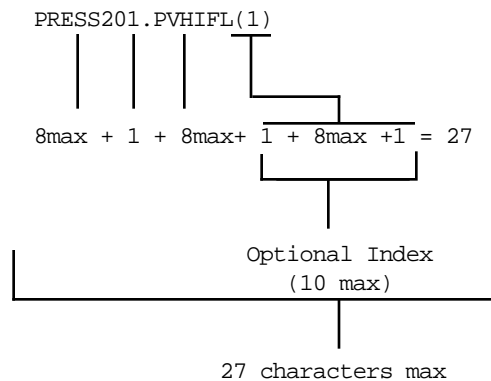 PRESS201.PVHIFL(1)
8max + 1 + 8max+ 1 + 8max +1 = 27
Optional Index
(10 max)
27 characters max